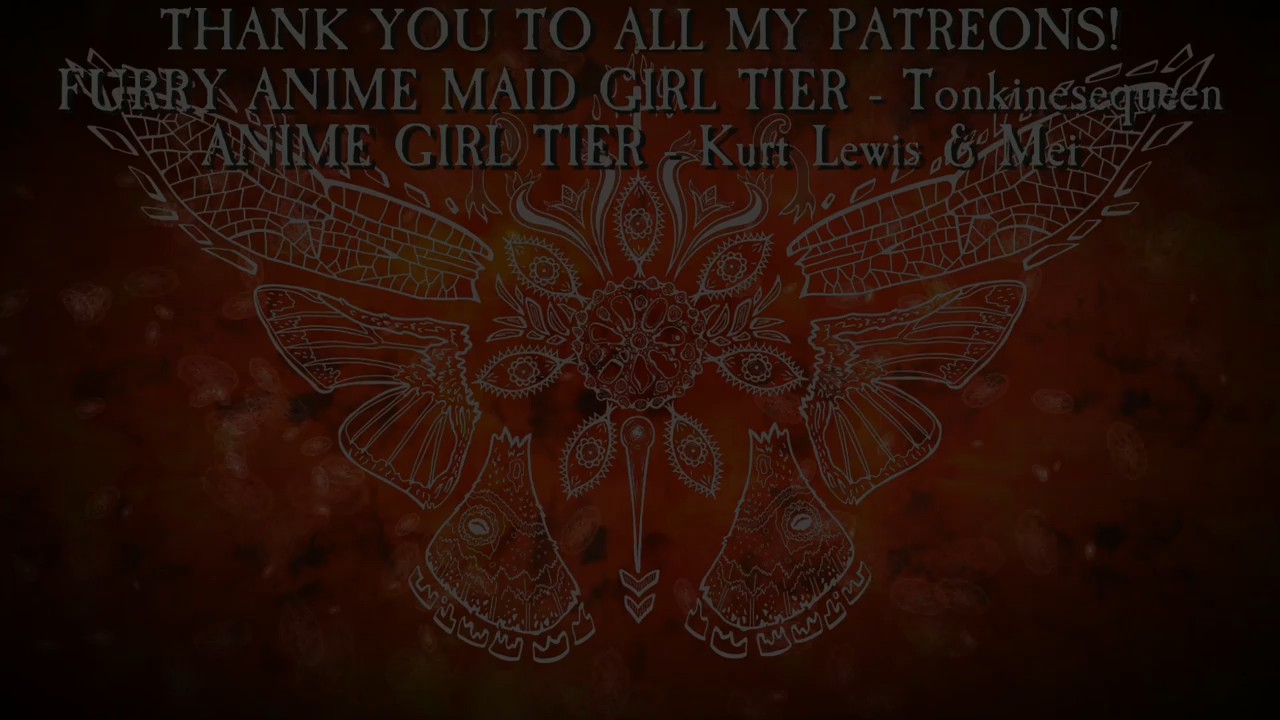 THANK YOU TO ALL MY PATREONS!
FURRY ANIME MAID GIRL TIER - Tonkinesequeen
ANIME GIRL TIER - Kurt Lewis & Mei